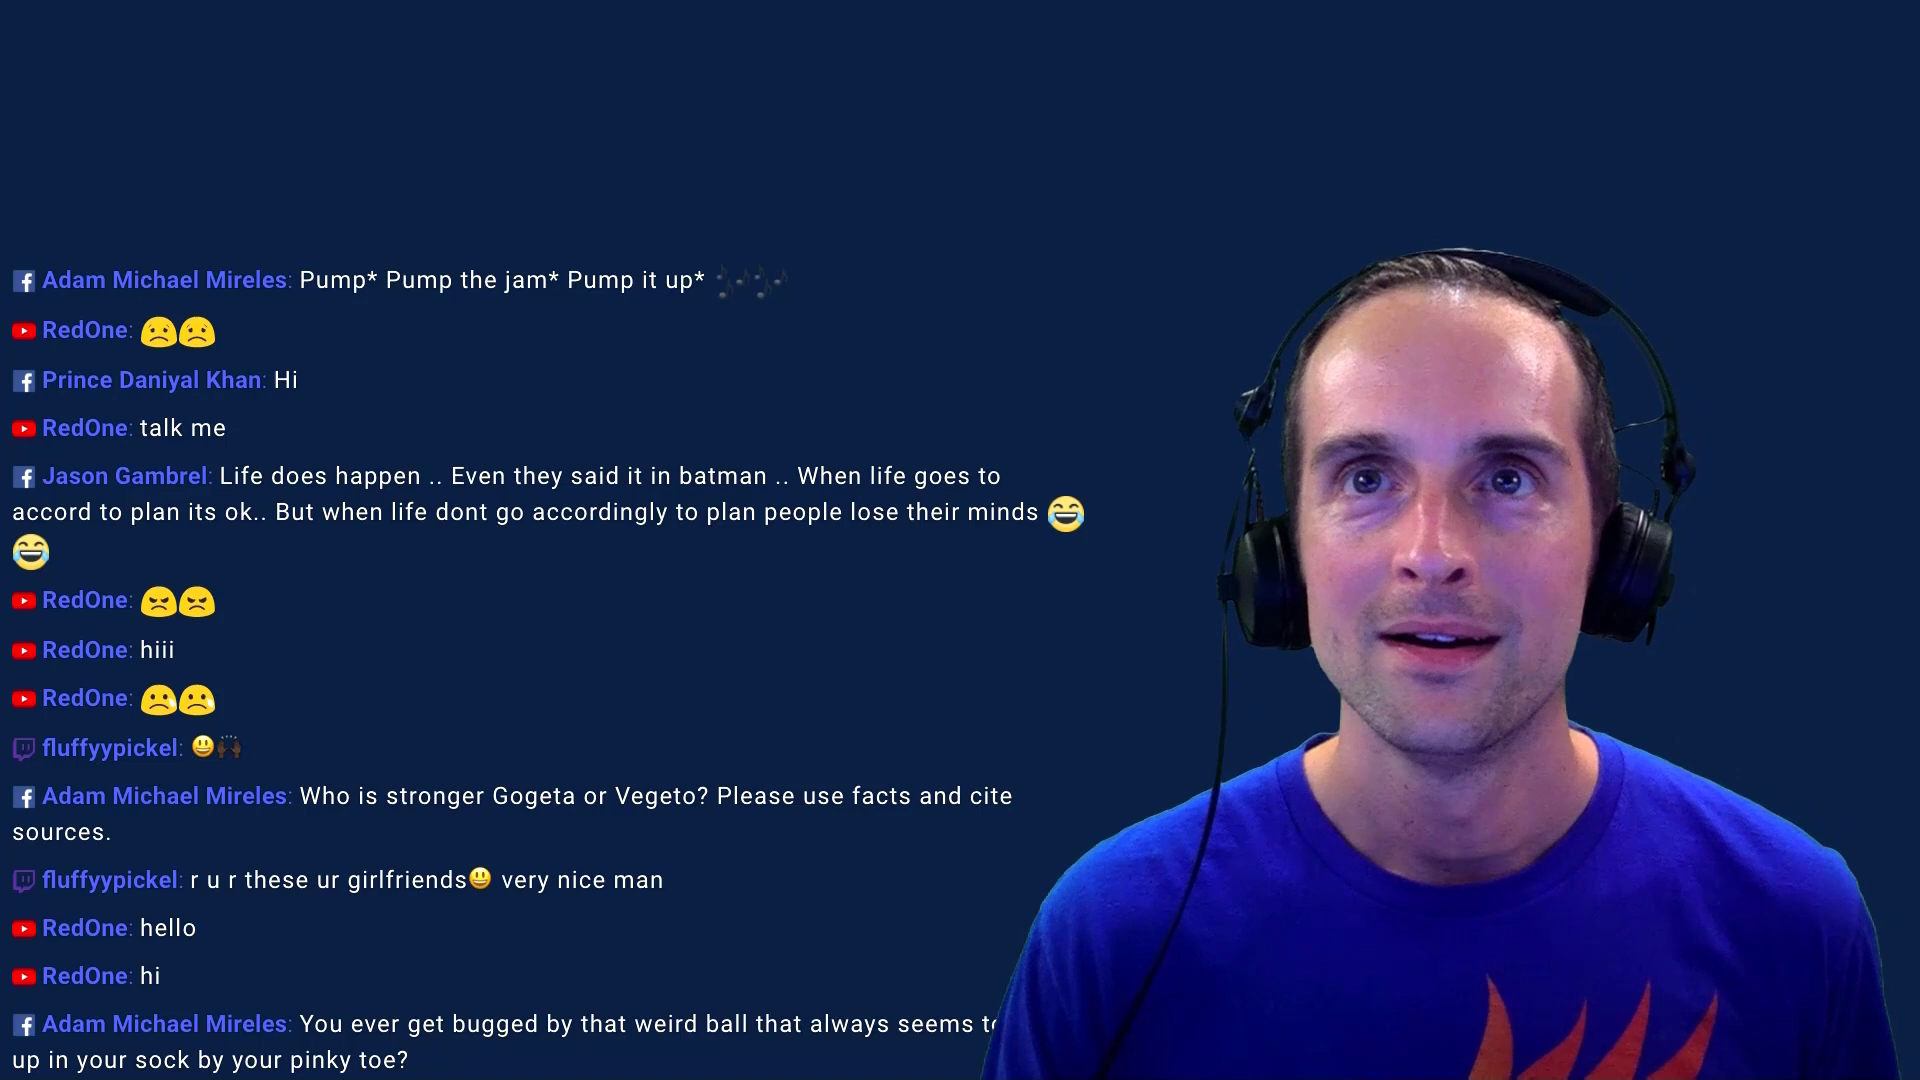 Adam Michael Mireles: Pump* Pump the jam* Pump it up* 🎶🎶
RedOne: 😟😟
Prince Daniyal Khan: Hi
RedOne: talk me
Jason Gambrel: Life does happen .. Even they said it in batman .. When life goes to
accord to plan its ok.. But when life dont go accordingly to plan people lose their minds 😂
😂
RedOne: 😠😠
RedOne: hiii
RedOne: 😢😢
fluffyypickel: 😃🙌🏿
Adam Michael Mireles: Who is stronger Gogeta or Vegeto? Please use facts and cite
sources.
fluffyypickel: r u r these ur girlfriends😃 very nice man
RedOne: hello
RedOne: hi
Adam Michael Mireles: You ever get bugged by that weird ball that always seems
up in your sock by your pinky toe?